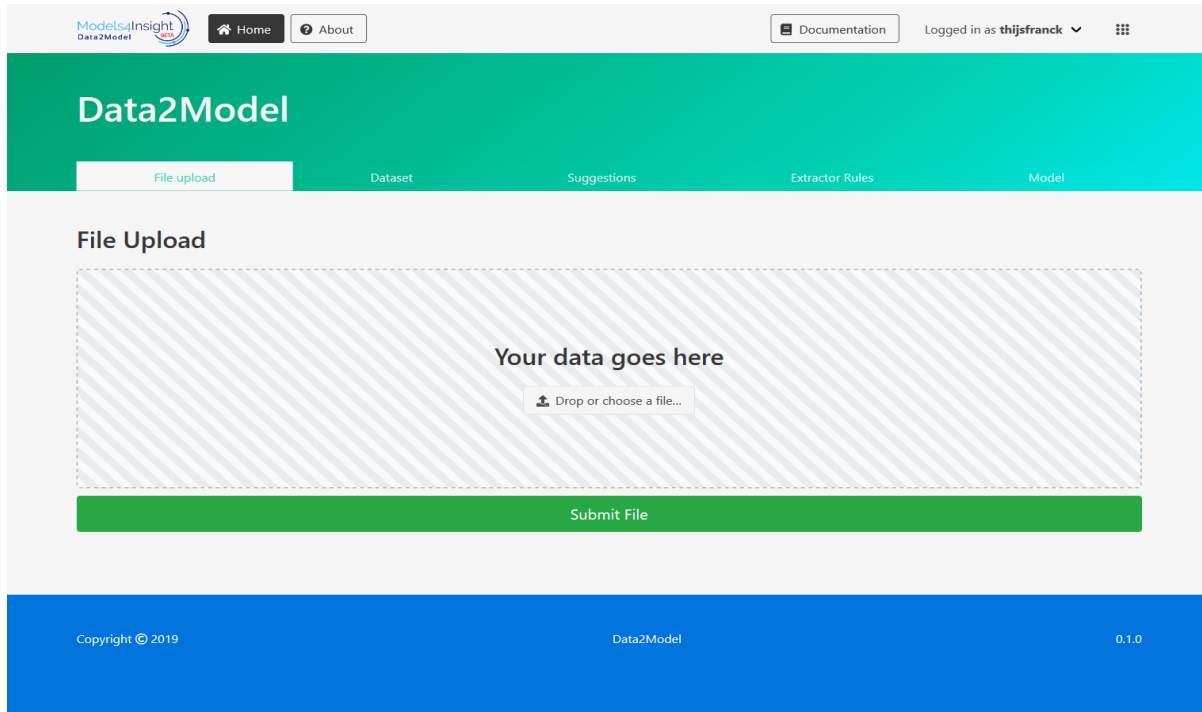 Models4Insight
Data2Model BETA
Home
About
Documentation
Logged in as thijsfranck
Data2Model
File upload
Dataset
Suggestions
Extractor Rules
Model
File Upload
Your data goes here
Drop or choose a file...
Submit File
Copyright © 2019
Data2Model
0.1.0